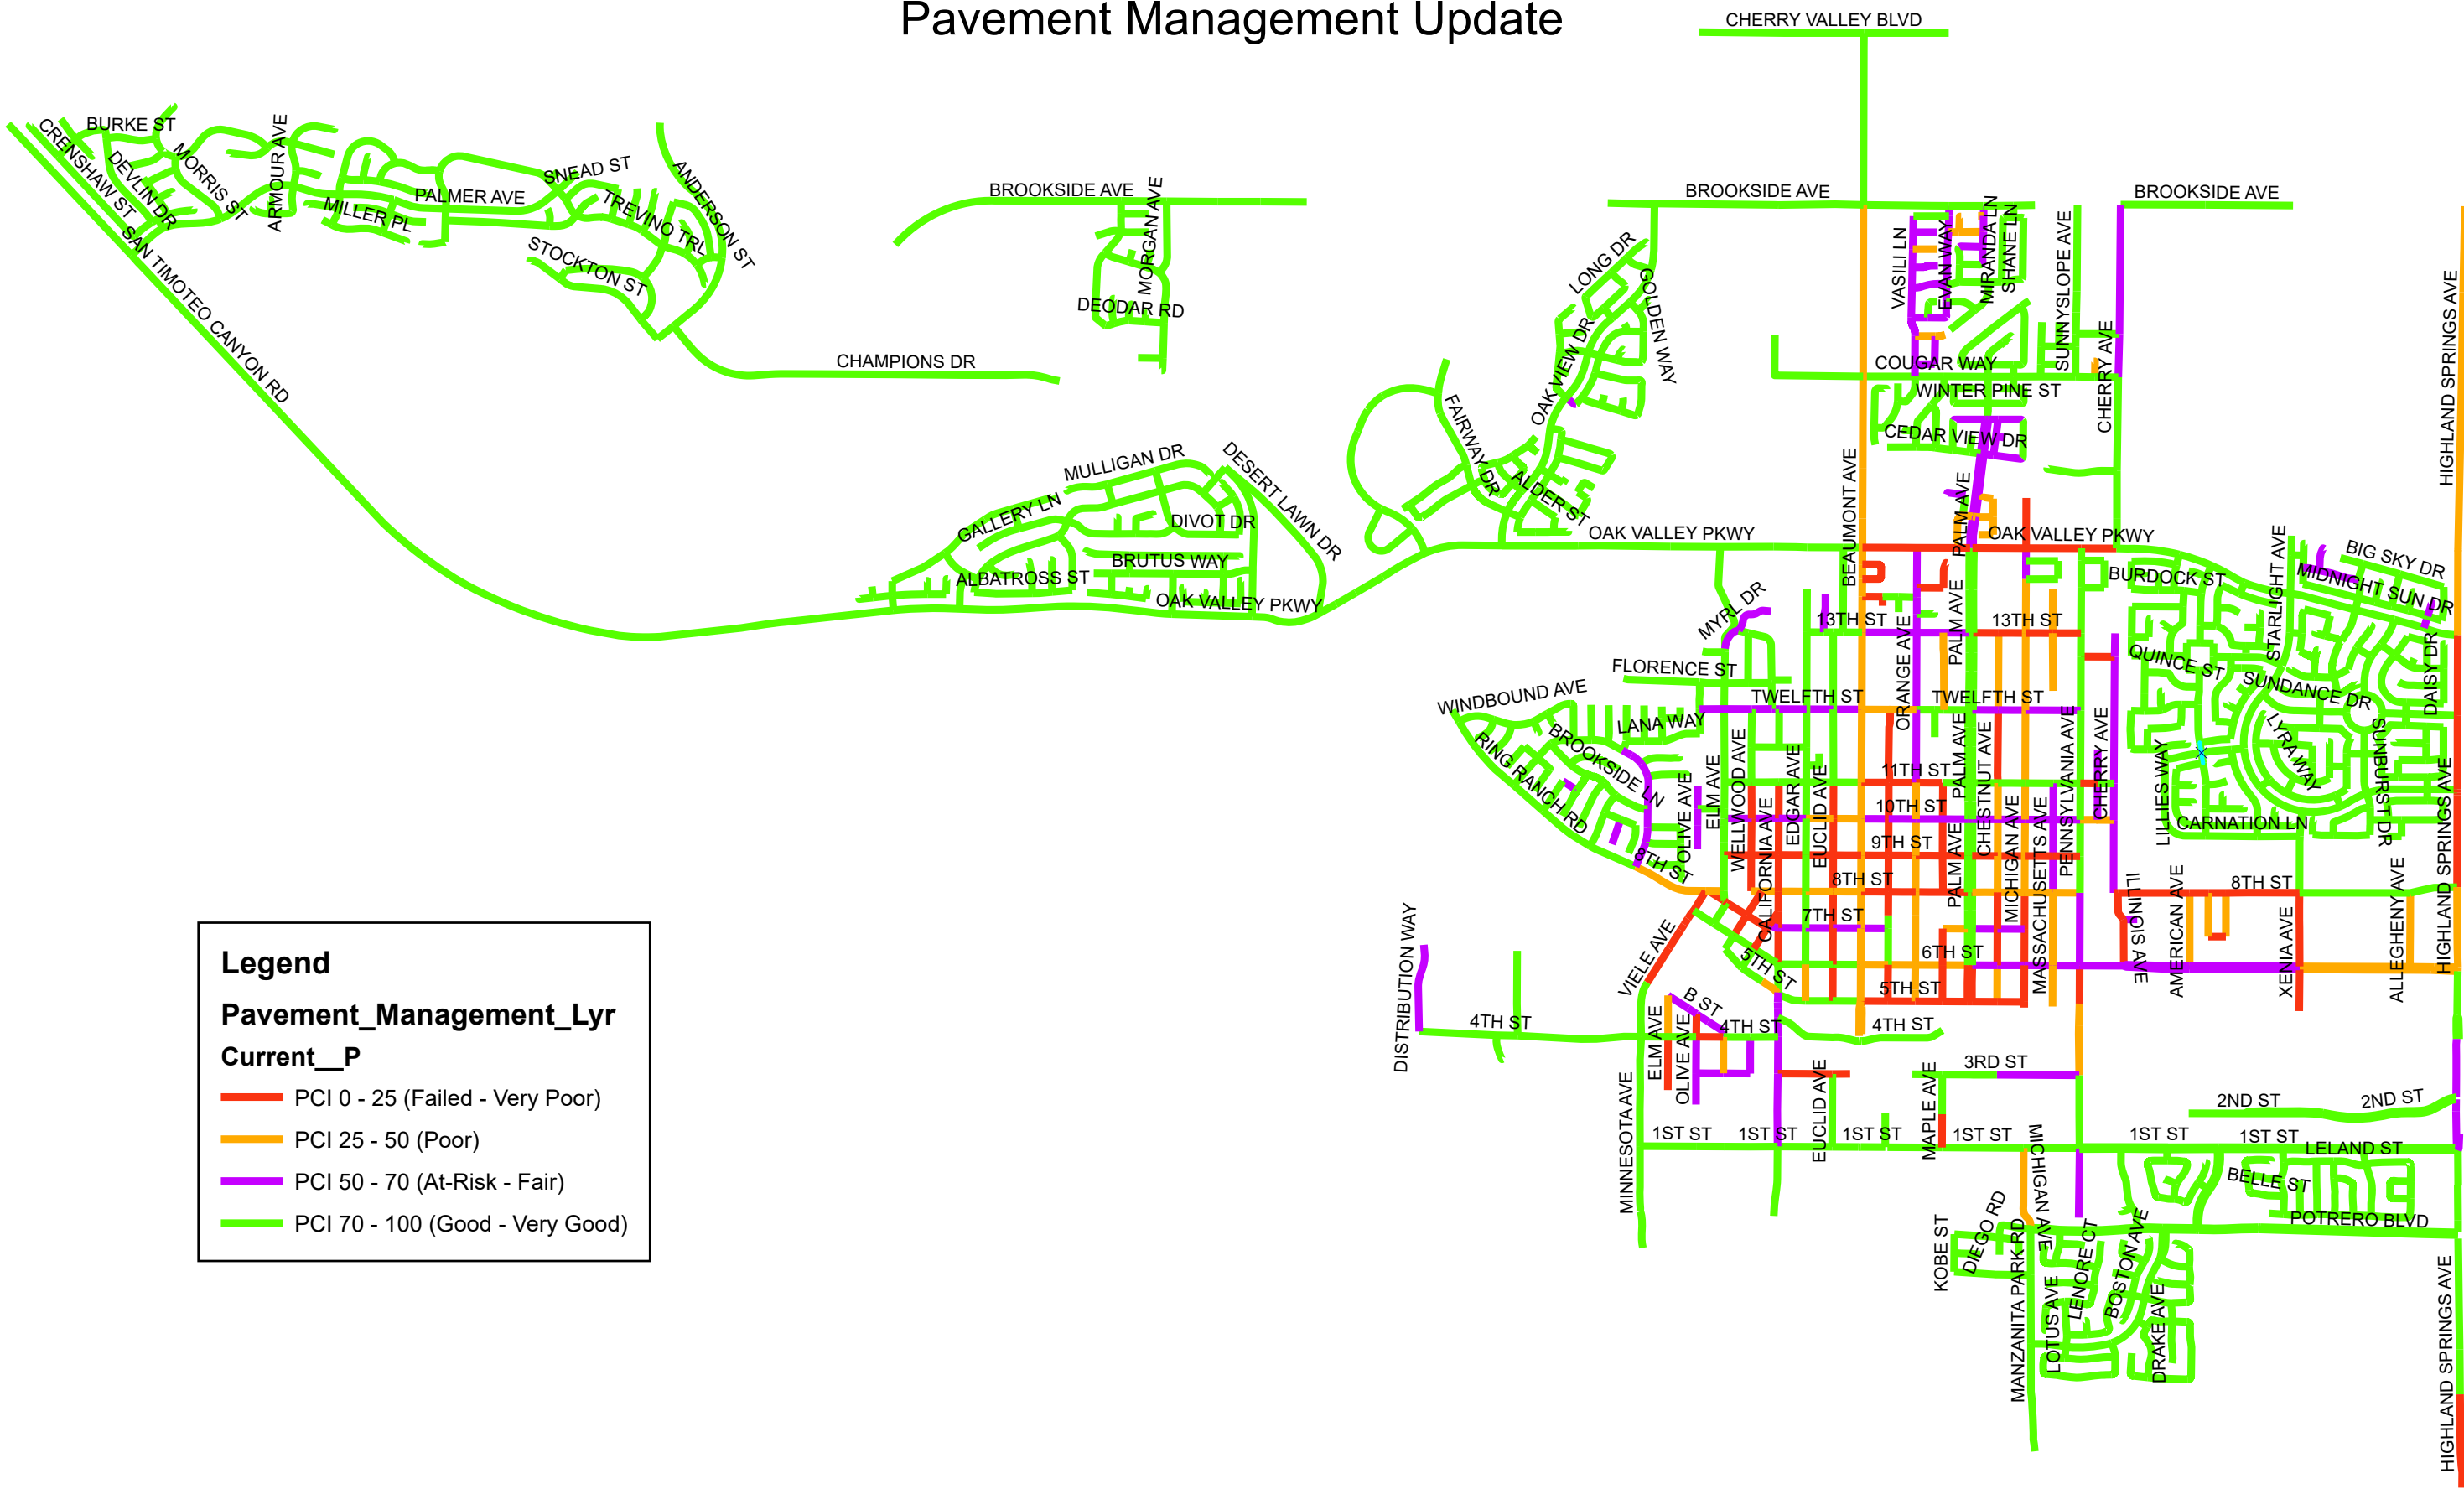 Pavement Management Update
CHERRY VALLEY BLVD
BURKE ST
CRENSHAW ST
DEVLIN DR
MORRIS ST
ARMOUR AVE
PALMER AVE
MILLER PL
SNEAD ST
TREVINO TRL
ANDERSON ST
STOCKTON ST
SAN TIMOTEO CANYON RD
CHAMPIONS DR
BROOKSIDE AVE
MORGAN AVE
DEODAR RD
BROOKSIDE AVE
BROOKSIDE AVE
LONG DR
GOLDEN WAY
OAK VIEW DR
FAIRWAY DR
ALDER ST
VASILI LN
EVAN WAY
MIRANDA LN
SHANE LN
SUNNYSLOPE AVE
CHERRY AVE
HIGHLAND SPRINGS AVE
COUGAR WAY
WINTER PINE ST
CEDAR VIEW DR
MULLIGAN DR
DESERT LAWN DR
GALLERY LN
DIVOT DR
BRUTUS WAY
ALBATROSS ST
OAK VALLEY PKWY
OAK VALLEY PKWY
BEAUMONT AVE
PALM AVE
OAK VALLEY PKWY
STARLIGHT AVE
BIG SKY DR
BURDOCK ST
MIDNIGHT SUN DR
MYRL DR
13TH ST
PALM AVE
13TH ST
ORANGE AVE
QUINCE ST
DAISY DR
FLORENCE ST
WINDBOUND AVE
TWELFTH ST
TWELFTH ST
SUNDANCE DR
LANA WAY
RING RANCH RD
BROOKSIDE LN
LYRA WAY
SUNBURST DR
OLIVE AVE
ELM AVE
WELLWOOD AVE
CALIFORNIA AVE
EDGAR AVE
EUCLID AVE
11TH ST
PALM AVE
CHESTNUT AVE
PENNSYLVANIA AVE
CHERRY AVE
LILLIES WAY
HIGHLAND SPRINGS AVE
10TH ST
MICHIGAN AVE
MASSACHUSETTS AVE
CARNATION LN
9TH ST
PALM AVE
8TH ST
8TH ST
8TH ST
ILLINOIS AVE
AMERICAN AVE
XENIA AVE
ALLEGHENY AVE
7TH ST
6TH ST
5TH ST
5TH ST
VIELE AVE
DISTRIBUTION WAY
B ST
4TH ST
4TH ST
4TH ST
ELM AVE
OLIVE AVE
3RD ST
MINNESOTA AVE
EUCLID AVE
MAPLE AVE
2ND ST
2ND ST
1ST ST
1ST ST
1ST ST
1ST ST
1ST ST
1ST ST
MICHIGAN AVE
LELAND ST
BELLE ST
POTRERO BLVD
KOBE ST
DIEGO RD
MANZANITA PARK RD
LOTUS AVE
LENORE CT
BOSTON AVE
DRAKE AVE
HIGHLAND SPRINGS AVE
Legend
Pavement_Management_Lyr
Current__P
PCI 0 - 25 (Failed - Very Poor)
PCI 25 - 50 (Poor)
PCI 50 - 70 (At-Risk - Fair)
PCI 70 - 100 (Good - Very Good)